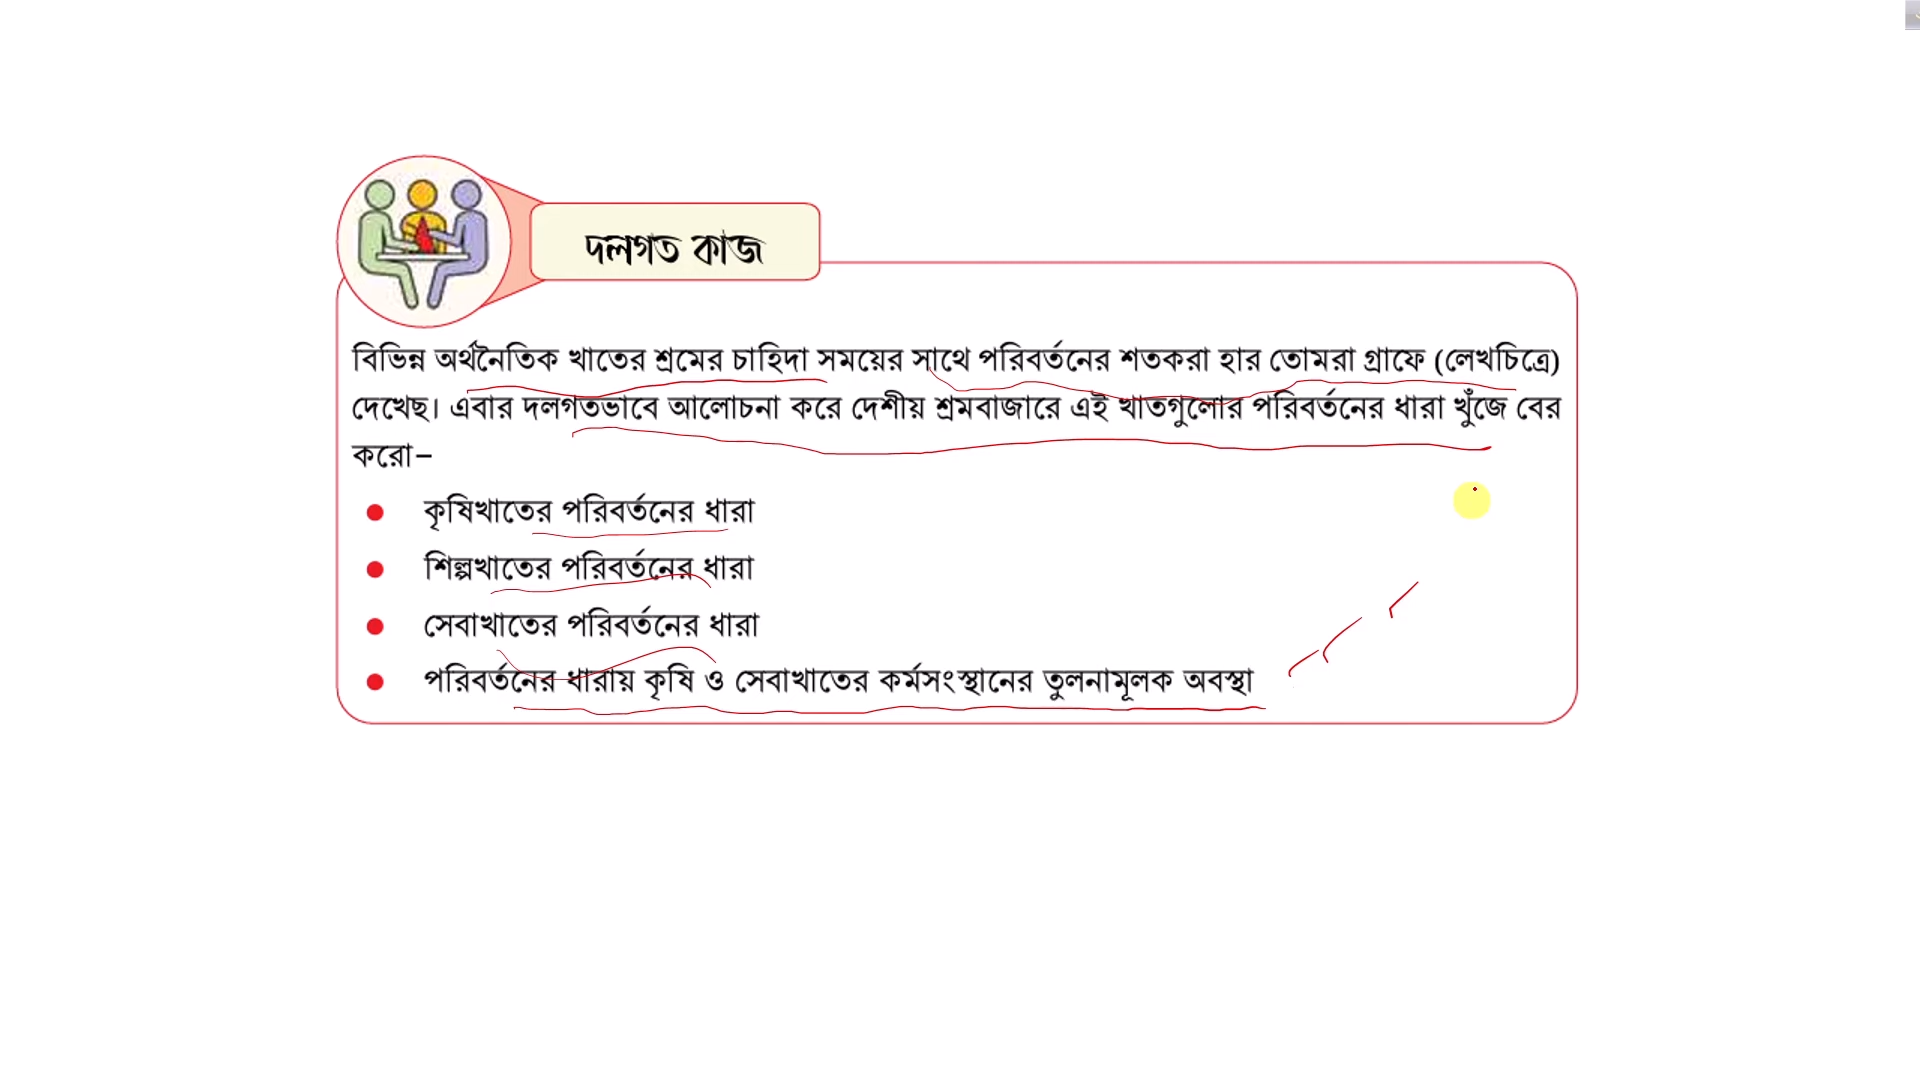 দলগত কাজ
বিভিন্ন অর্থনৈতিক খাতের শ্রমের চাহিদা সময়ের সাথে পরিবর্তনের শতকরা হার তোমরা গ্রাফে (লেখচিত্রে)
দেখেছ। এবার দলগতভাবে আলোচনা করে দেশীয় শ্রমবাজারে এই খাতগুলোর পরিবর্তনের ধারা খুঁজে বের
করো–
● কৃষিখাতের পরিবর্তনের ধারা
● শিল্পখাতের পরিবর্তনের ধারা
● সেবাখাতের পরিবর্তনের ধারা
● পরিবর্তনের ধারায় কৃষি ও সেবাখাতের কর্মসংস্থানের তুলনামূলক অবস্থা